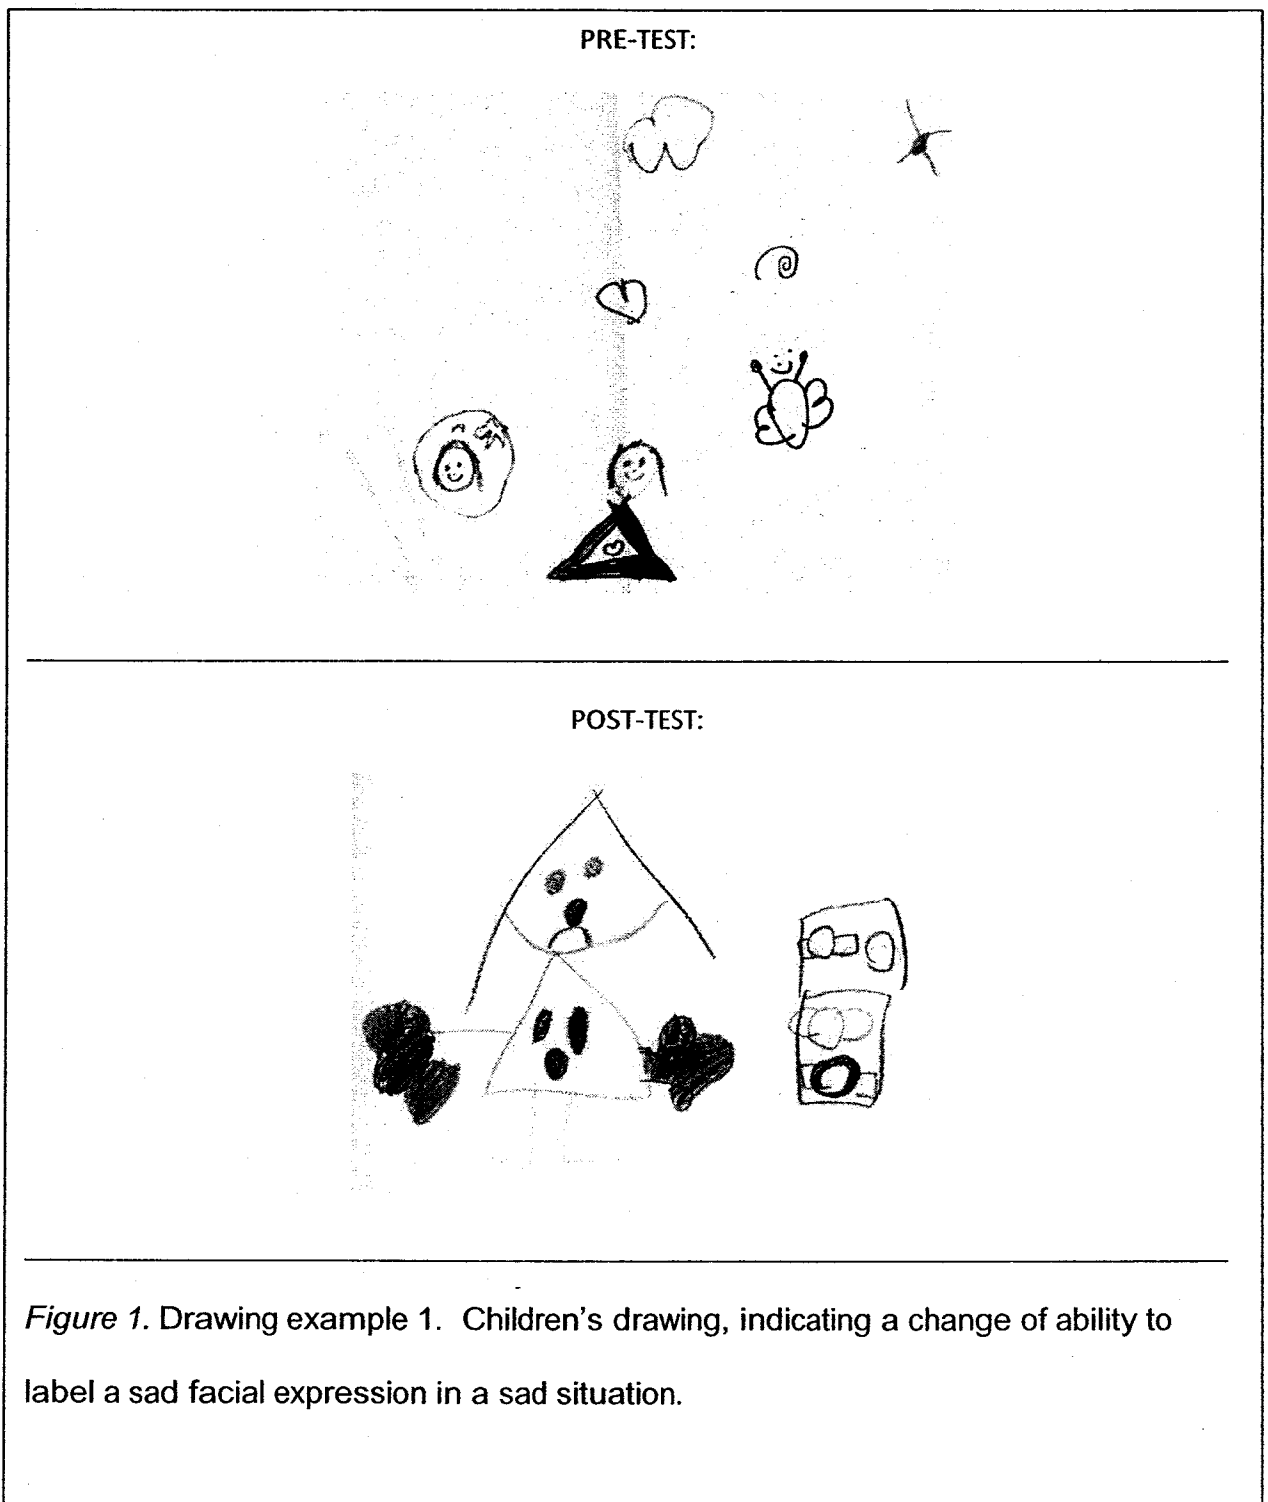 PRE-TEST:
POST-TEST:
Figure 1. Drawing example 1. Children's drawing, indicating a change of ability to
label a sad facial expression in a sad situation.